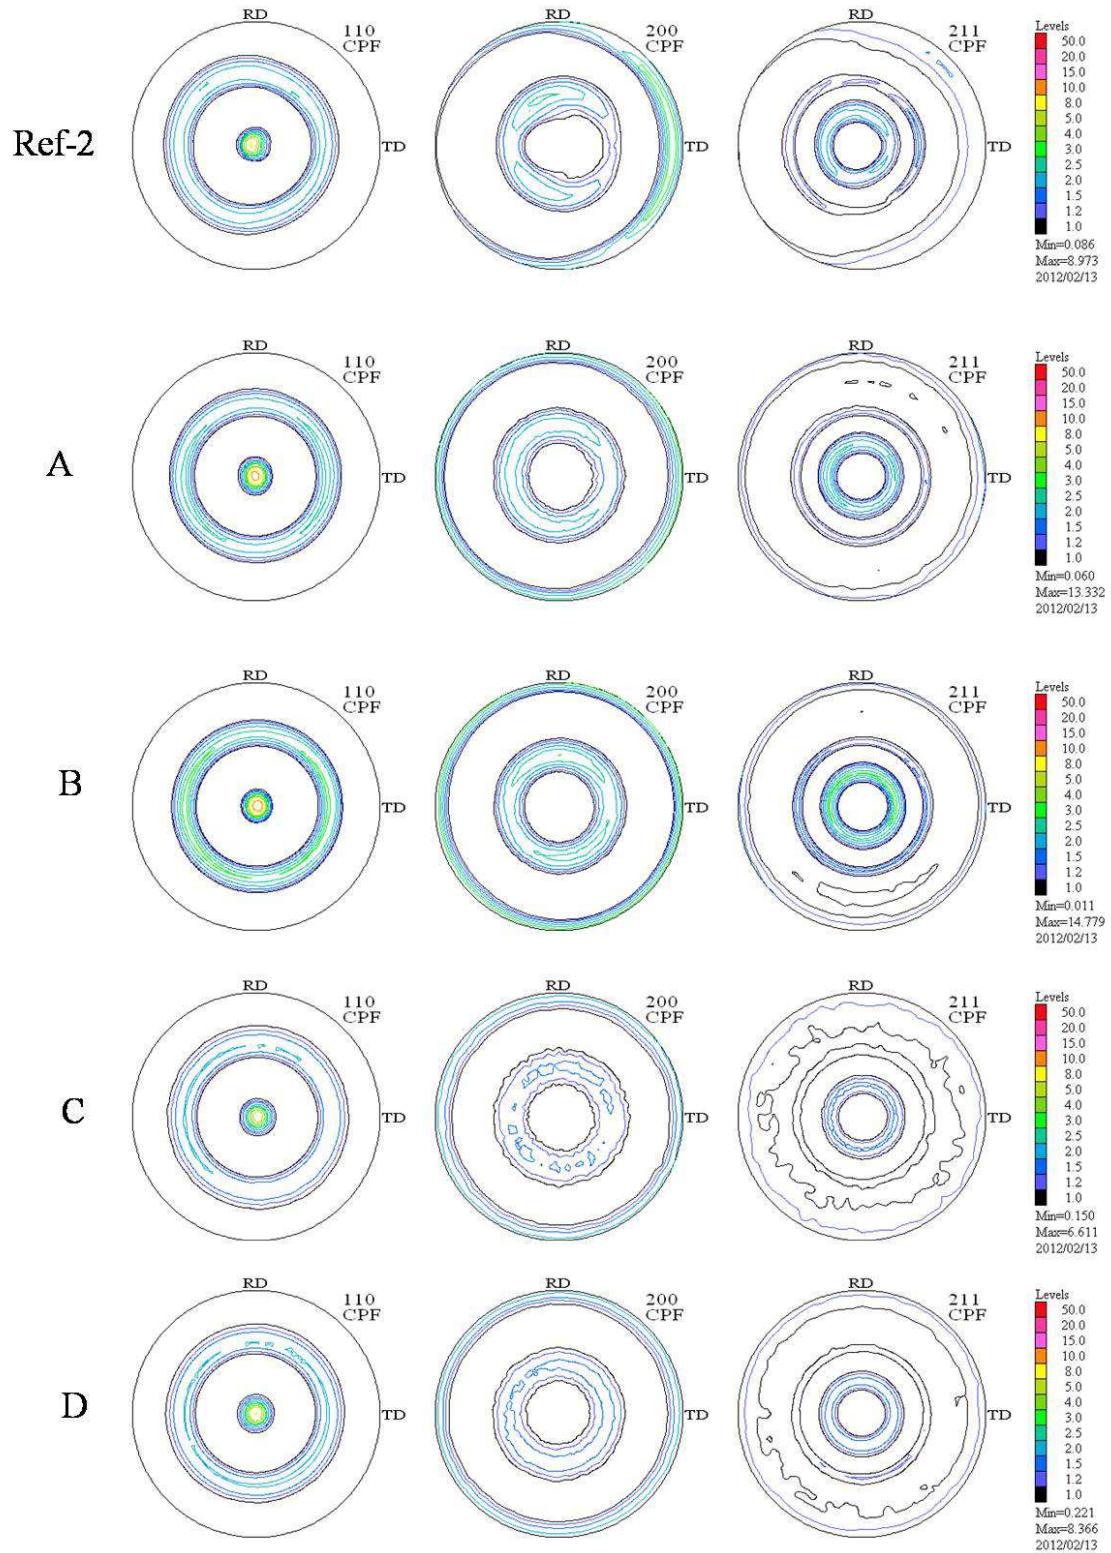 RD
110
CPF
TD
RD
200
CPF
TD
RD
211
CPF
TD
Ref-2
Levels
50.0
20.0
15.0
10.0
8.0
5.0
4.0
3.0
2.5
2.0
1.5
1.2
1.0
Min=0.086
Max=8.973
2012/02/13
RD
110
CPF
TD
RD
200
CPF
TD
RD
211
CPF
TD
A
Levels
50.0
20.0
15.0
10.0
8.0
5.0
4.0
3.0
2.5
2.0
1.5
1.2
1.0
Min=0.060
Max=13.332
2012/02/13
RD
110
CPF
TD
RD
200
CPF
TD
RD
211
CPF
TD
B
Levels
50.0
20.0
15.0
10.0
8.0
5.0
4.0
3.0
2.5
2.0
1.5
1.2
1.0
Min=0.011
Max=14.779
2012/02/13
RD
110
CPF
TD
RD
200
CPF
TD
RD
211
CPF
TD
C
Levels
50.0
20.0
15.0
10.0
8.0
5.0
4.0
3.0
2.5
2.0
1.5
1.2
1.0
Min=0.150
Max=6.611
2012/02/13
RD
110
CPF
TD
RD
200
CPF
TD
RD
211
CPF
TD
D
Levels
50.0
20.0
15.0
10.0
8.0
5.0
4.0
3.0
2.5
2.0
1.5
1.2
1.0
Min=0.221
Max=8.366
2012/02/13